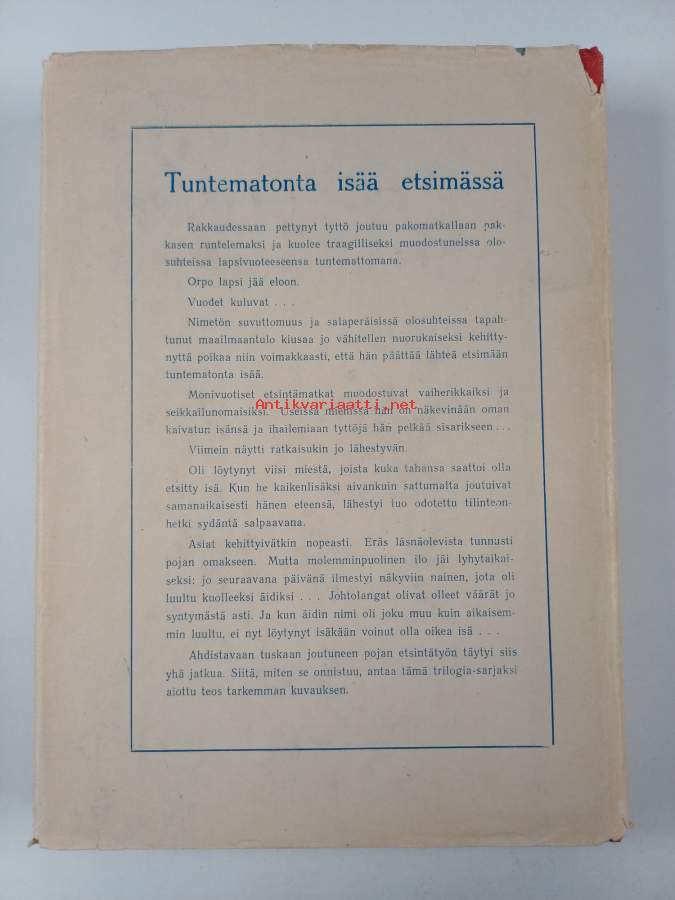 Tuntematonta isää etsimässä
Rakkaudessaan pettynyt tyttö joutuu pakomatkallaan pak-
kasen runtelemaksi ja kuolee traagilliseksi muodostuneissa olo-
suhteissa lapsivuoteeseensa tuntemattomana.
Orpo lapsi jää eloon.
Vuodet kuluvat . . .
Nimetön suvuttomuus ja salaperäisissä olosuhteissa tapah-
tunut maailmaantulo kiusaa jo vähitellen nuorukaiseksi kehitty-
nyttä poikaa niin voimakkaasti, että hän päättää lähteä etsimään
tuntematonta isää.
Monivuotiset etsintämatkat muodostuvat vaiherikkaiksi ja
Antikvariaatti.net
seikkailunomaisiksi. Useissa miehissä hän on näkevinään oman
kaivatun isänsä ja ihailemiaan tyttöjä hän pelkää sisarikseen . . .
Viimein näytti ratkaisukin jo lähestyvän.
Oli löytynyt viisi miestä, joista kuka tahansa saattoi olla
etsitty isä. Kun he kaikenlisäksi aivankuin sattumalta joutuivat
samanaikaisesti hänen eteensä, lähestyi tuo odotettu tilinteon-
hetki sydäntä salpaavana.
Asiat kehittyivätkin nopeasti. Eräs läsnäolevista tunnusti
pojan omakseen. Mutta molemminpuolinen ilo jäi lyhytaikai-
seksi: jo seuraavana päivänä ilmestyi näkyviin nainen, jota oli
luultu kuolleeksi äidiksi . . . Johtolangat olivat olleet väärät jo
syntymästä asti. Ja kun äidin nimi oli joku muu kuin aikaisem-
min luultu, ei nyt löytynyt isäkään voinut olla oikea isä . . .
Ahdistavaan tuskaan joutuneen pojan etsintätyön täytyi siis
yhä jatkua. Siitä, miten se onnistuu, antaa tämä trilogia-sarjaksi
aiottu teos tarkemman kuvauksen.